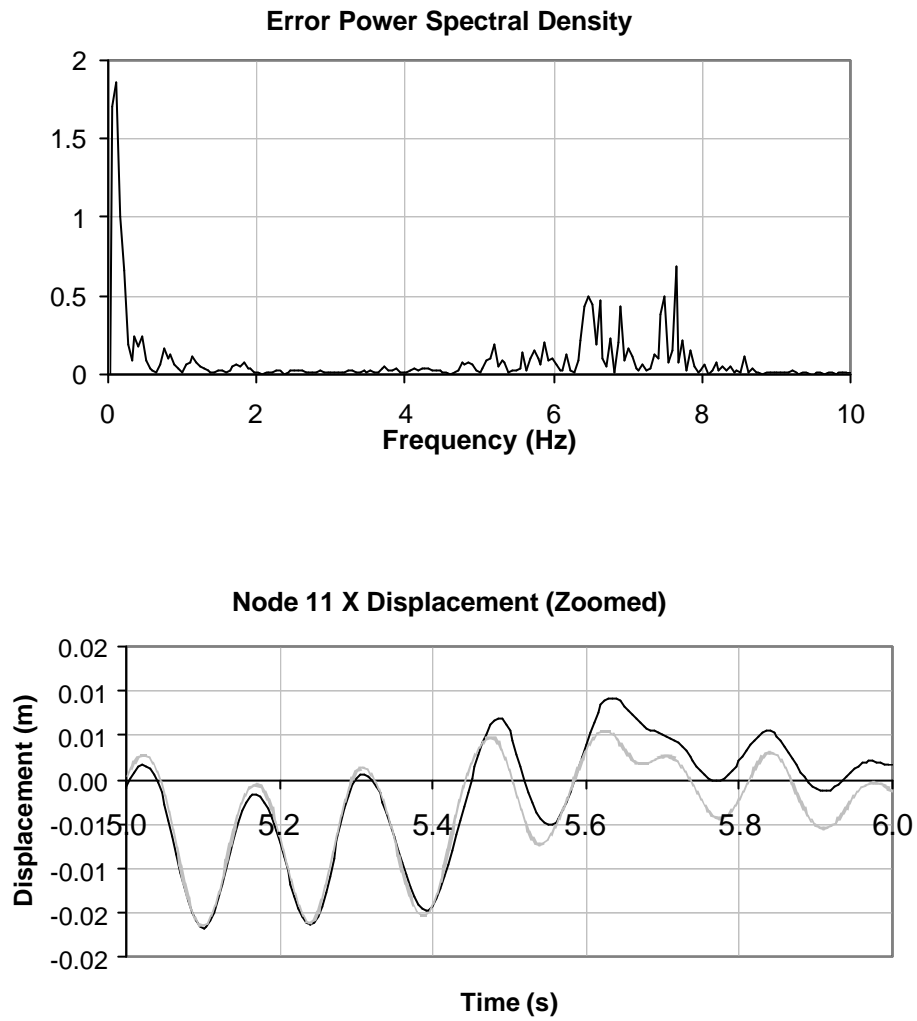 Error Power Spectral Density
2
1.5
1
0.5
0
0 2 4 6 8 10
Frequency (Hz)
Node 11 X Displacement (Zoomed)
0.02
0.01
0.01
0.00
-0.01
-0.01
-0.02
-0.02
5.0 5.2 5.4 5.6 5.8 6.0
Displacement (m)
Time (s)